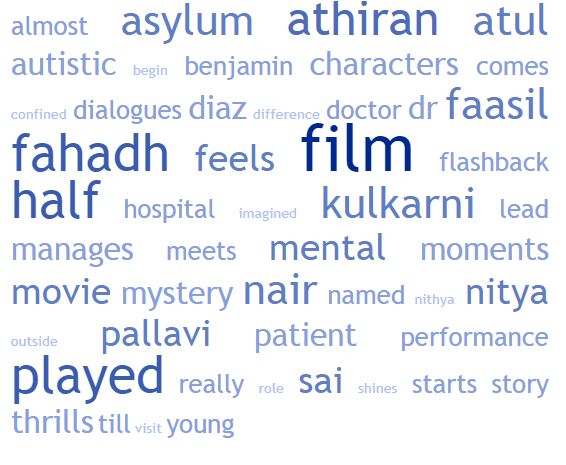 almost asylum athiran atul
autistic begin benjamin characters comes
confined dialogues diaz difference doctor dr faasil
fahadh feels film flashback
half hospital imagined kulkarni lead
manages meets mental moments
movie mystery nair named nithya nitya
outside pallavi patient performance
played really role sai shines starts story
thrills till visit young